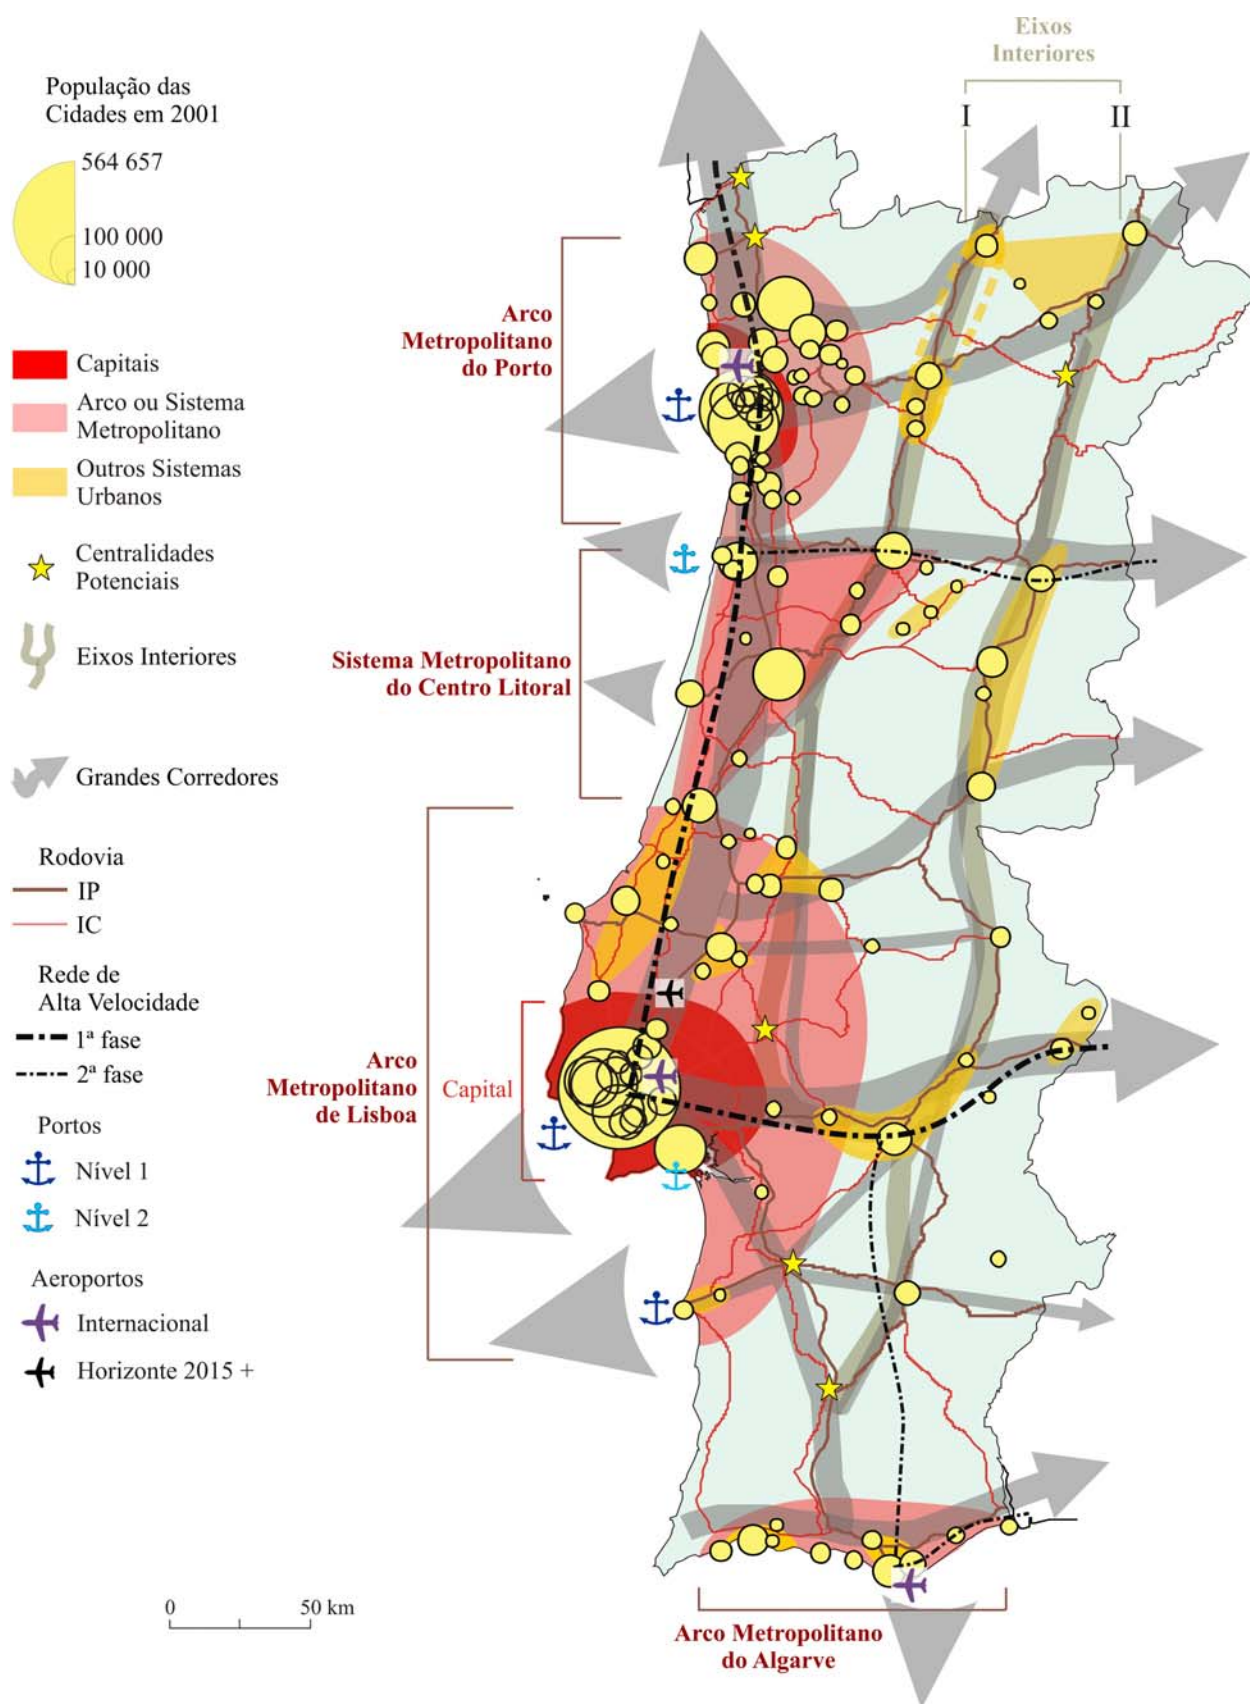 População das
Cidades em 2001
564 657
100 000
10 000
Capitais
Arco ou Sistema
Metropolitano
Outros Sistemas
Urbanos
Centralidades
Potenciais
Eixos Interiores
Grandes Corredores
Rodovia
IP
IC
Rede de
Alta Velocidade
1ª fase
2ª fase
Portos
Nível 1
Nível 2
Aeroportos
Internacional
Horizonte 2015 +
0 50 km
Eixos
Interiores
I II
Arco
Metropolitano
do Porto
Sistema Metropolitano
do Centro Litoral
Arco
Metropolitano
de Lisboa
Capital
Arco Metropolitano
do Algarve